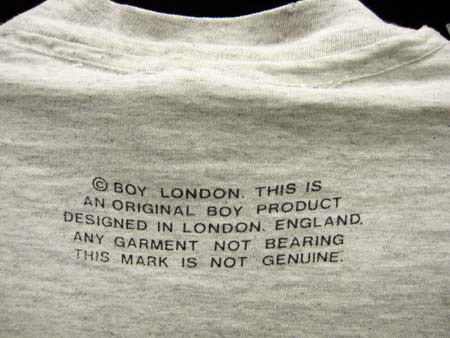 © BOY LONDON. THIS IS
AN ORIGINAL BOY PRODUCT
DESIGNED IN LONDON. ENGLAND.
ANY GARMENT NOT BEARING
THIS MARK IS NOT GENUINE.